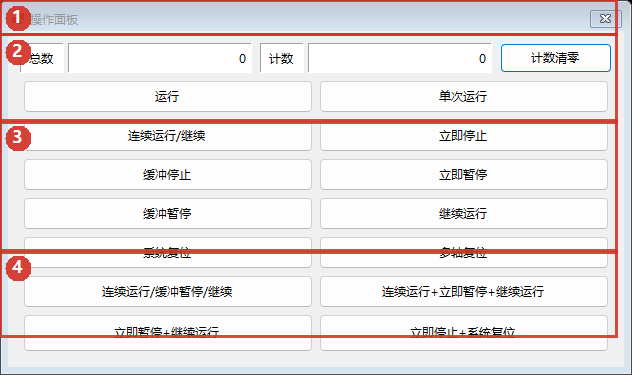 1 操作面板
2 总数 0 计数 0 计数清零
运行 单次运行
3 连续运行/继续 立即停止
缓冲停止 立即暂停
缓冲暂停 继续运行
系统复位 多轴复位
4 连续运行/缓冲暂停/继续 连续运行+立即暂停+继续运行
立即暂停+继续运行 立即停止+系统复位